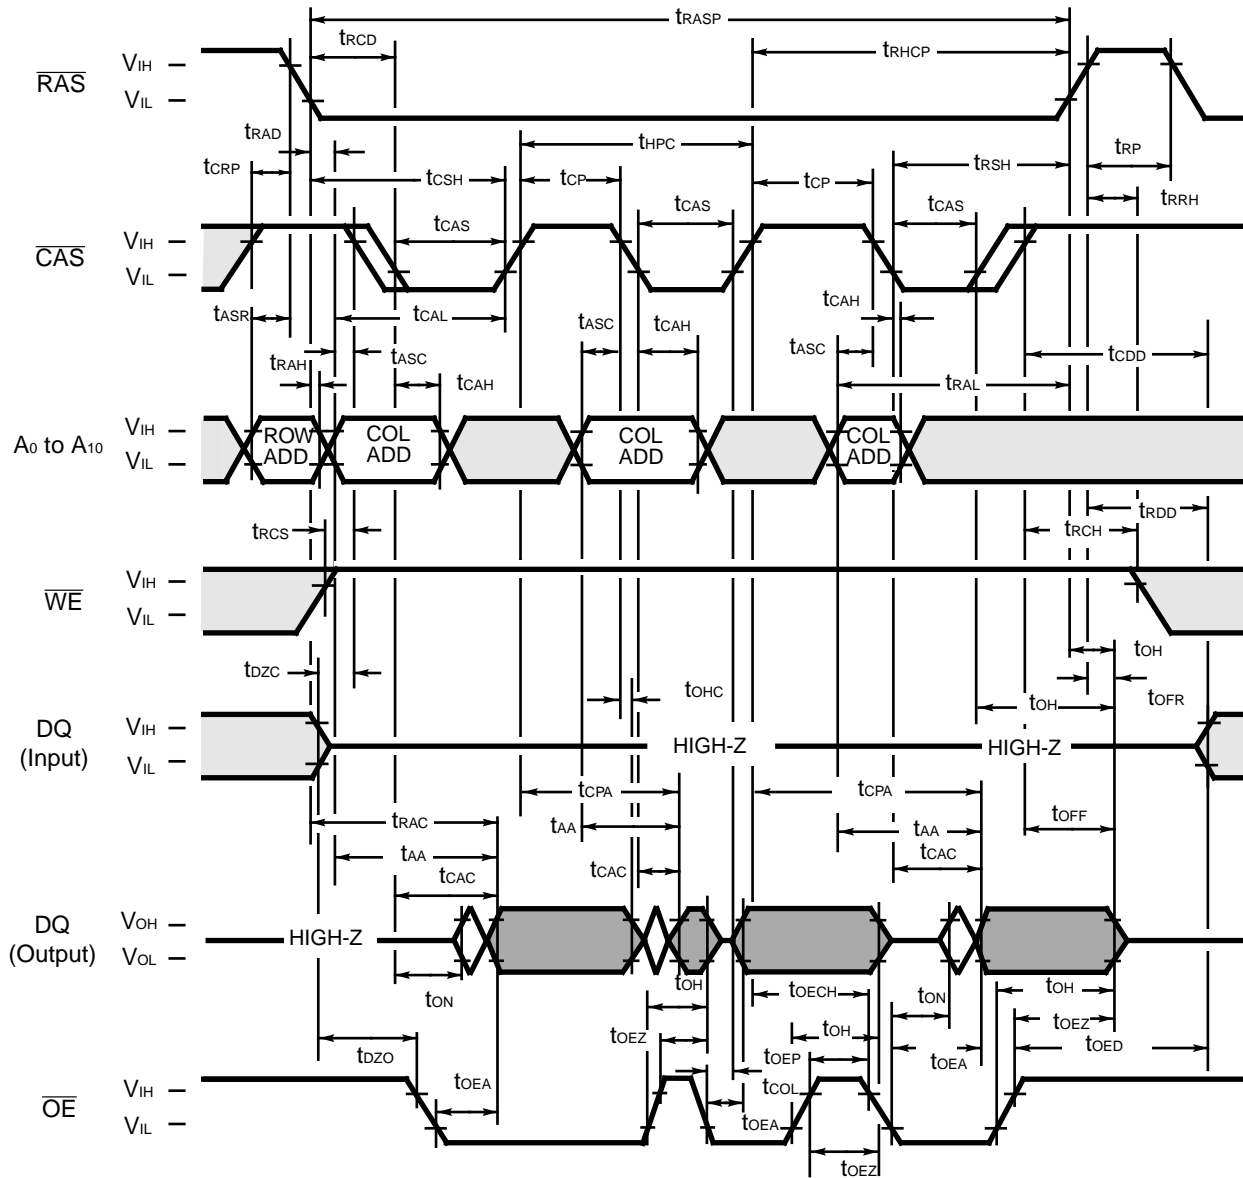 tRASP
tRCD
tRHCP
RAS
VIH
VIL
tRAD
tHPC
tRP
tCRP
tCSH
tCP
tCP
tRSH
tRRH
tCAS
tCAS
tCAS
CAS
VIH
VIL
tASR
tCAL
tASC
tCAH
tCAH
tRAH
tASC
tASC
tCDD
tCAH
tRAL
A0 to A10
VIH
VIL
ROW ADD
COL ADD
COL ADD
COL ADD
tRCS
tRDD
tRCH
WE
VIH
VIL
tOH
tDZC
tOHC
tOH
tOFR
DQ
(Input)
VIH
VIL
HIGH-Z
HIGH-Z
tCPA
tCPA
tRAC
tAA
tAA
tOFF
tAA
tCAC
tCAC
tCAC
DQ
(Output)
VOH
VOL
HIGH-Z
tON
tOH
tOECH
tON
tOH
tOEZ
tOH
tOEZ
tDZO
tOEP
tOEA
tOED
tOEA
tCOL
OE
VIH
VIL
tOEA
tOEZ